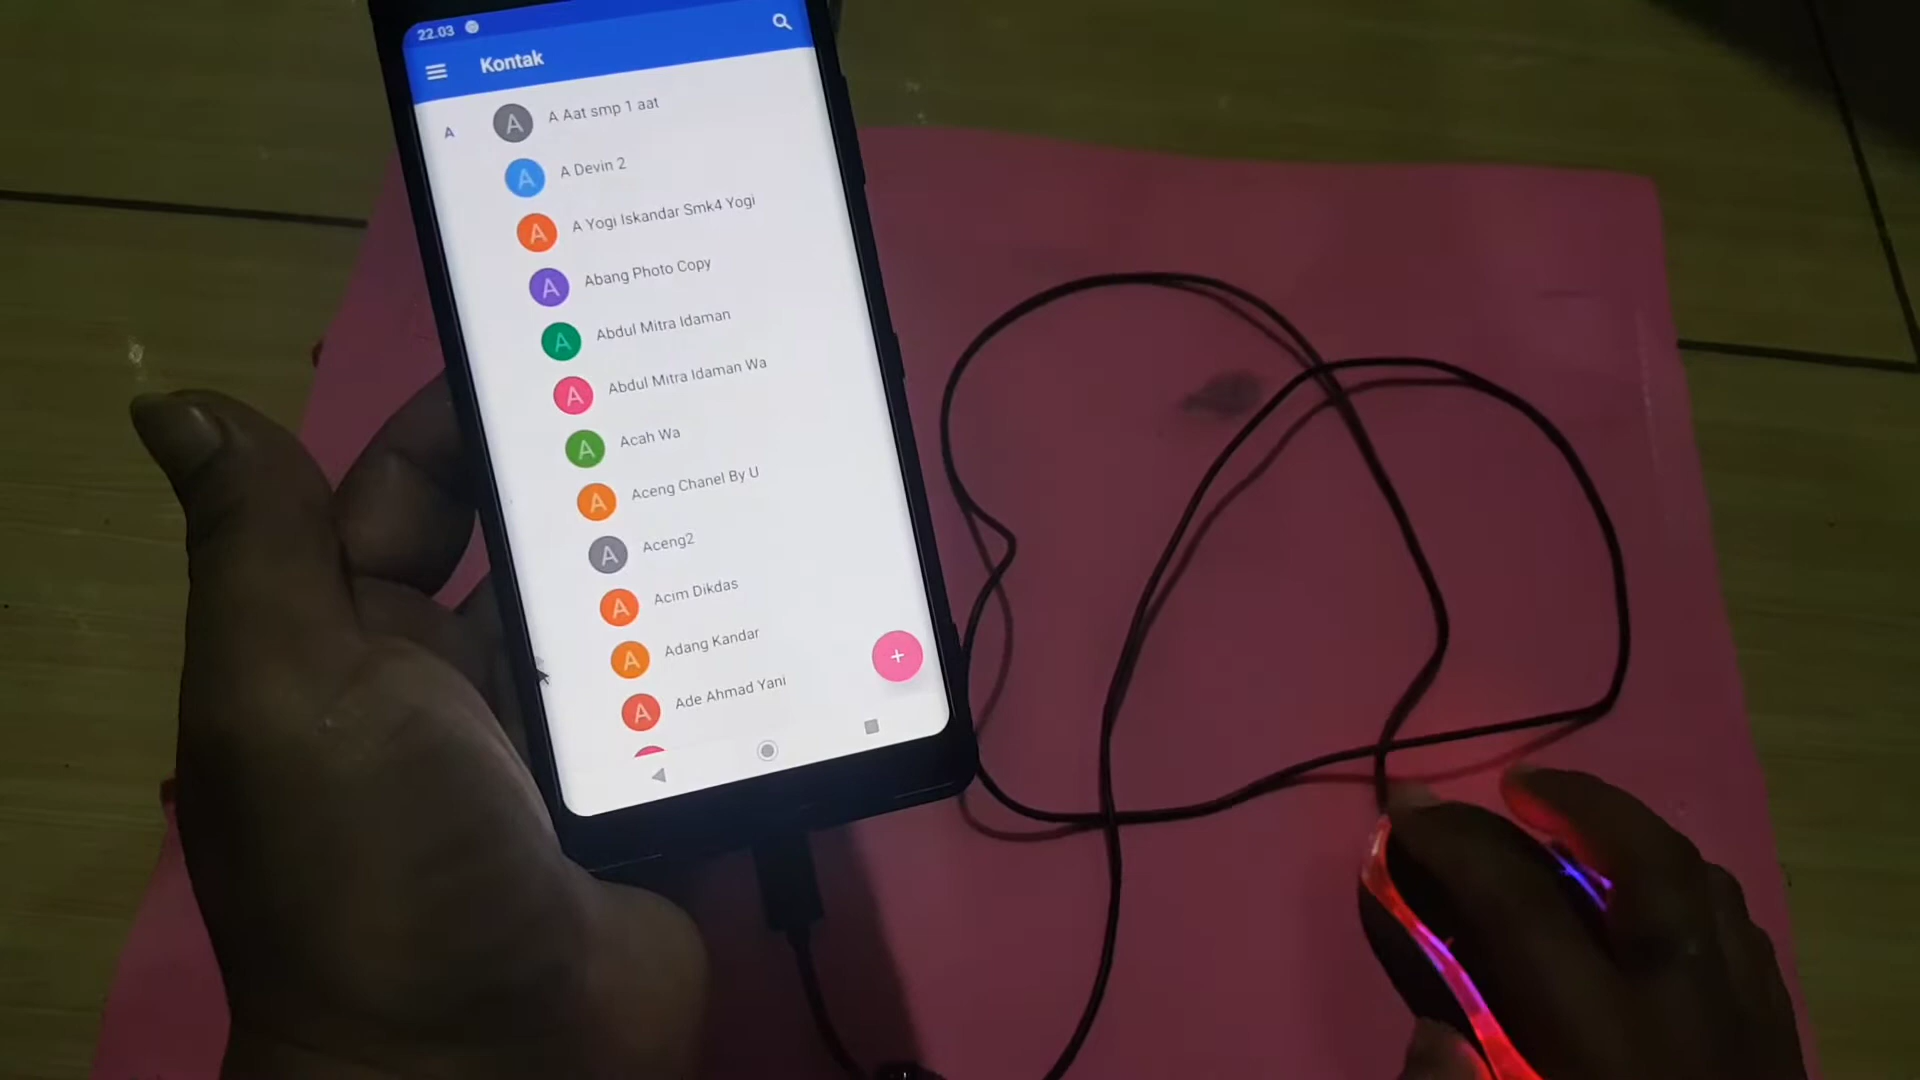 22.03
Kontak
A
A A Aat smp 1 aat
A A Devin 2
A A Yogi Iskandar Smk4 Yogi
A Abang Photo Copy
A Abdul Mitra Idaman
A Abdul Mitra Idaman Wa
A Acah Wa
A Aceng Chanel By U
A Aceng2
A Acim Dikdas
A Adang Kandar
A Ade Ahmad Yani